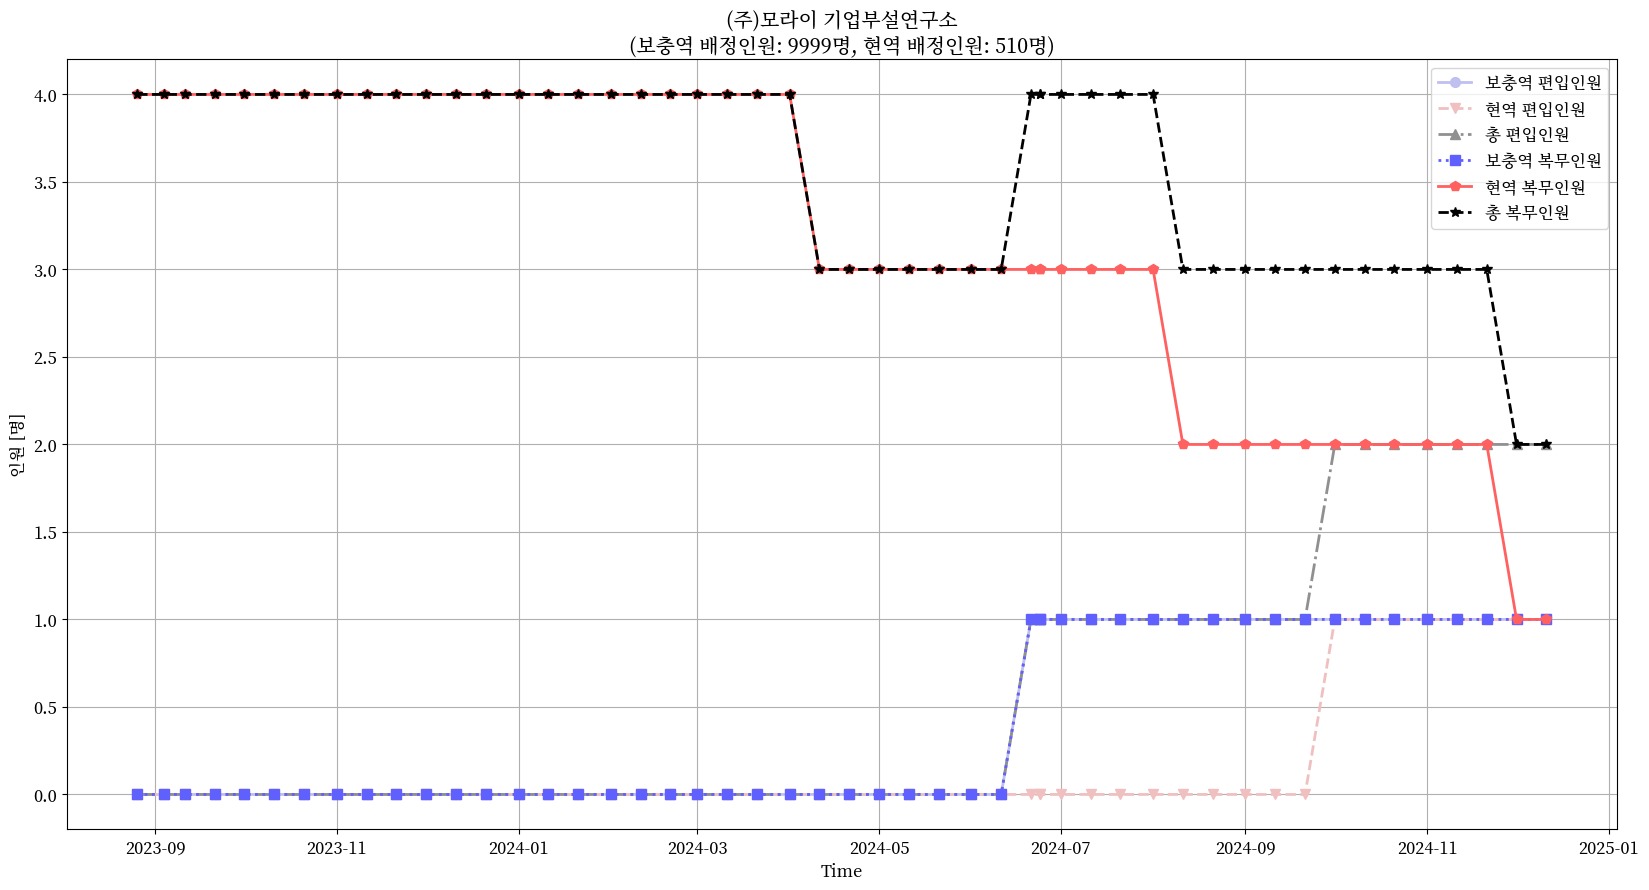 (주)모라이 기업부설연구소
(보충역 배정인원: 9999명, 현역 배정인원: 510명)
보충역 편입인원
현역 편입인원
총 편입인원
보충역 복무인원
현역 복무인원
총 복무인원
인원 [명]
4.0
3.5
3.0
2.5
2.0
1.5
1.0
0.5
0.0
2023-09 2023-11 2024-01 2024-03 2024-05 2024-07 2024-09 2024-11 2025-01
Time